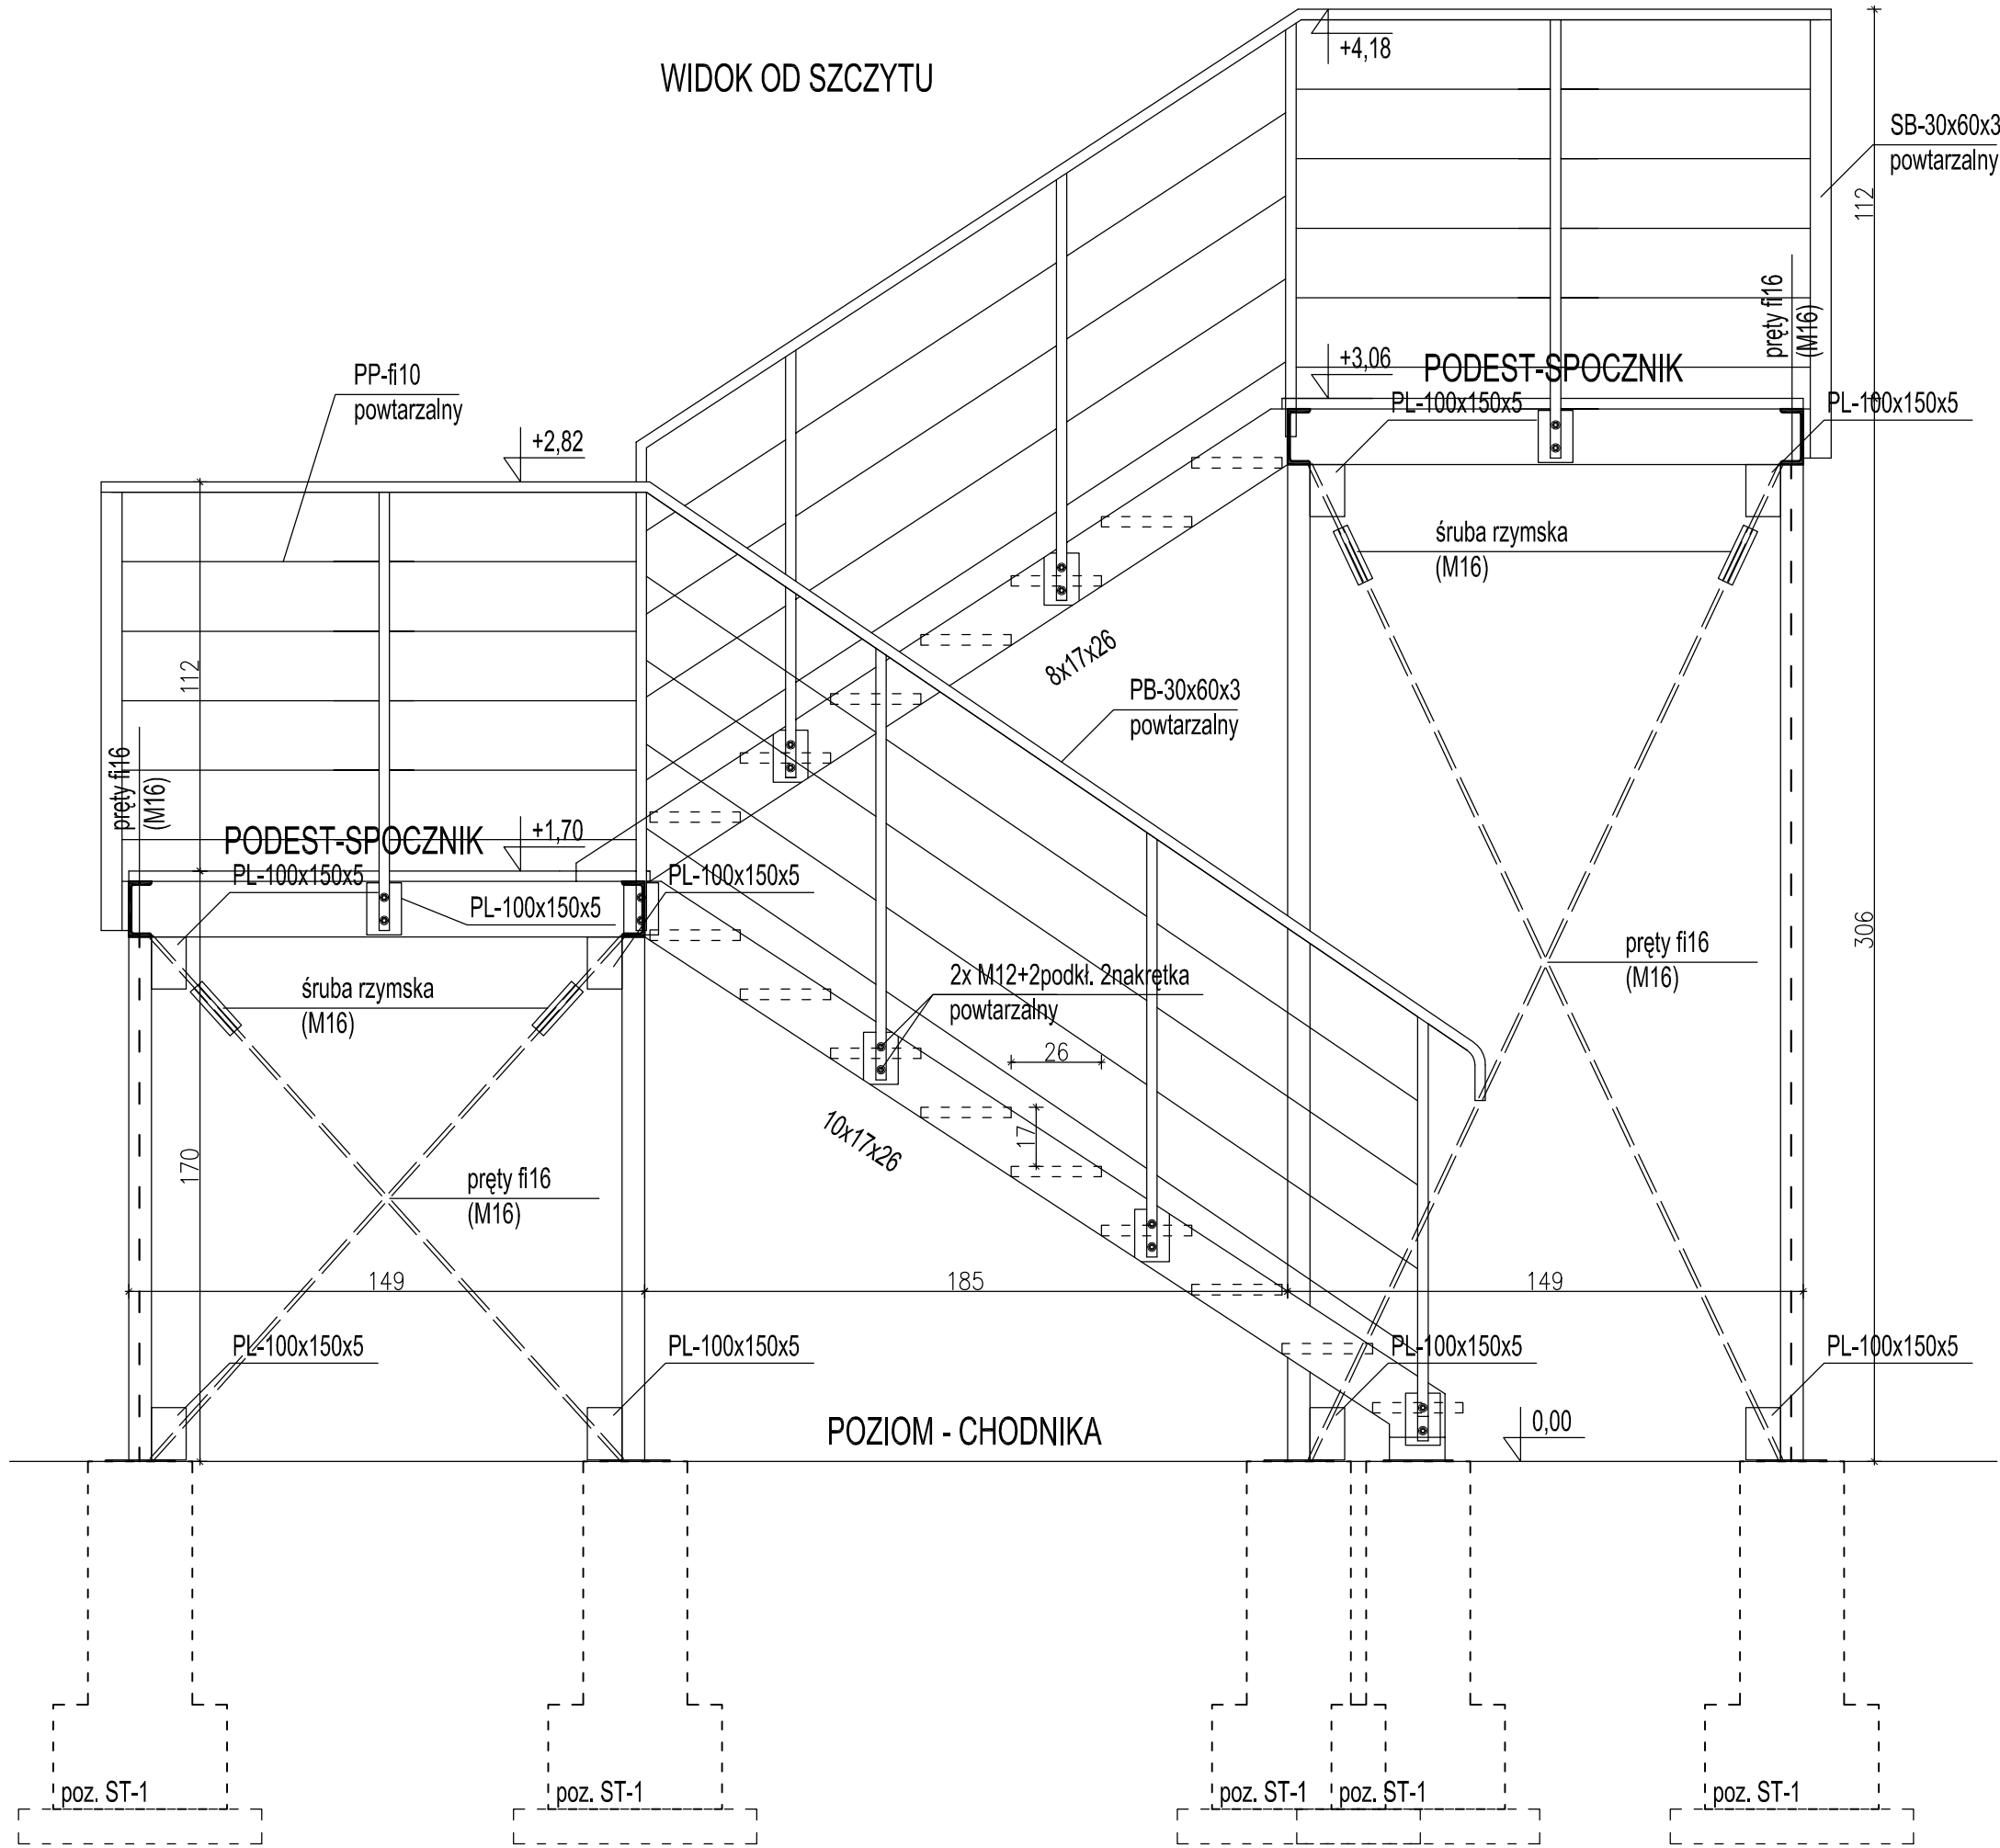 WIDOK OD SZCZYTU
+4,18
SB-30x60x3
powtarzalny
112
pręty fi16
(M16)
+3,06
PODEST-SPOCZNIK
PL-100x150x5
PL-100x150x5
PP-fi10
powtarzalny
+2,82
śruba rzymska
(M16)
8x17x26
PB-30x60x3
powtarzalny
112
pręty fi16
(M16)
PODEST-SPOCZNIK
+1,70
PL-100x150x5
PL-100x150x5
PL-100x150x5
306
pręty fi16
(M16)
śruba rzymska
(M16)
2x M12+2podkł. 2nakrętka
powtarzalny
26
17
10x17x26
170
pręty fi16
(M16)
149
185
149
PL-100x150x5
PL-100x150x5
PL-100x150x5
PL-100x150x5
POZIOM - CHODNIKA
0,00
poz. ST-1
poz. ST-1
poz. ST-1
poz. ST-1
poz. ST-1